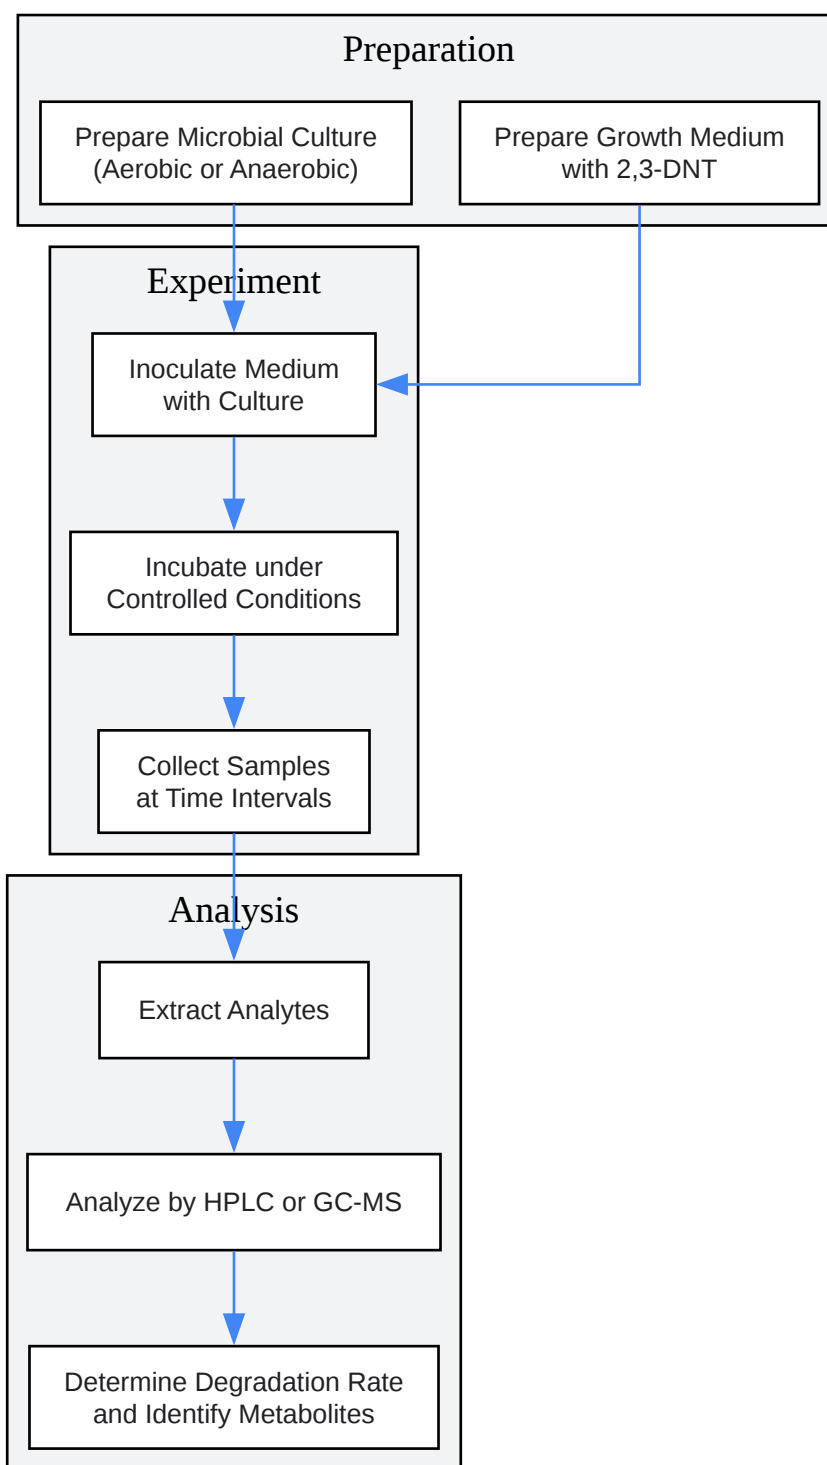 Preparation
Prepare Microbial Culture
(Aerobic or Anaerobic)
Prepare Growth Medium
with 2,3-DNT
Experiment
Inoculate Medium
with Culture
Incubate under
Controlled Conditions
Collect Samples
at Time Intervals
Analysis
Extract Analytes
Analyze by HPLC or GC-MS
Determine Degradation Rate
and Identify Metabolites